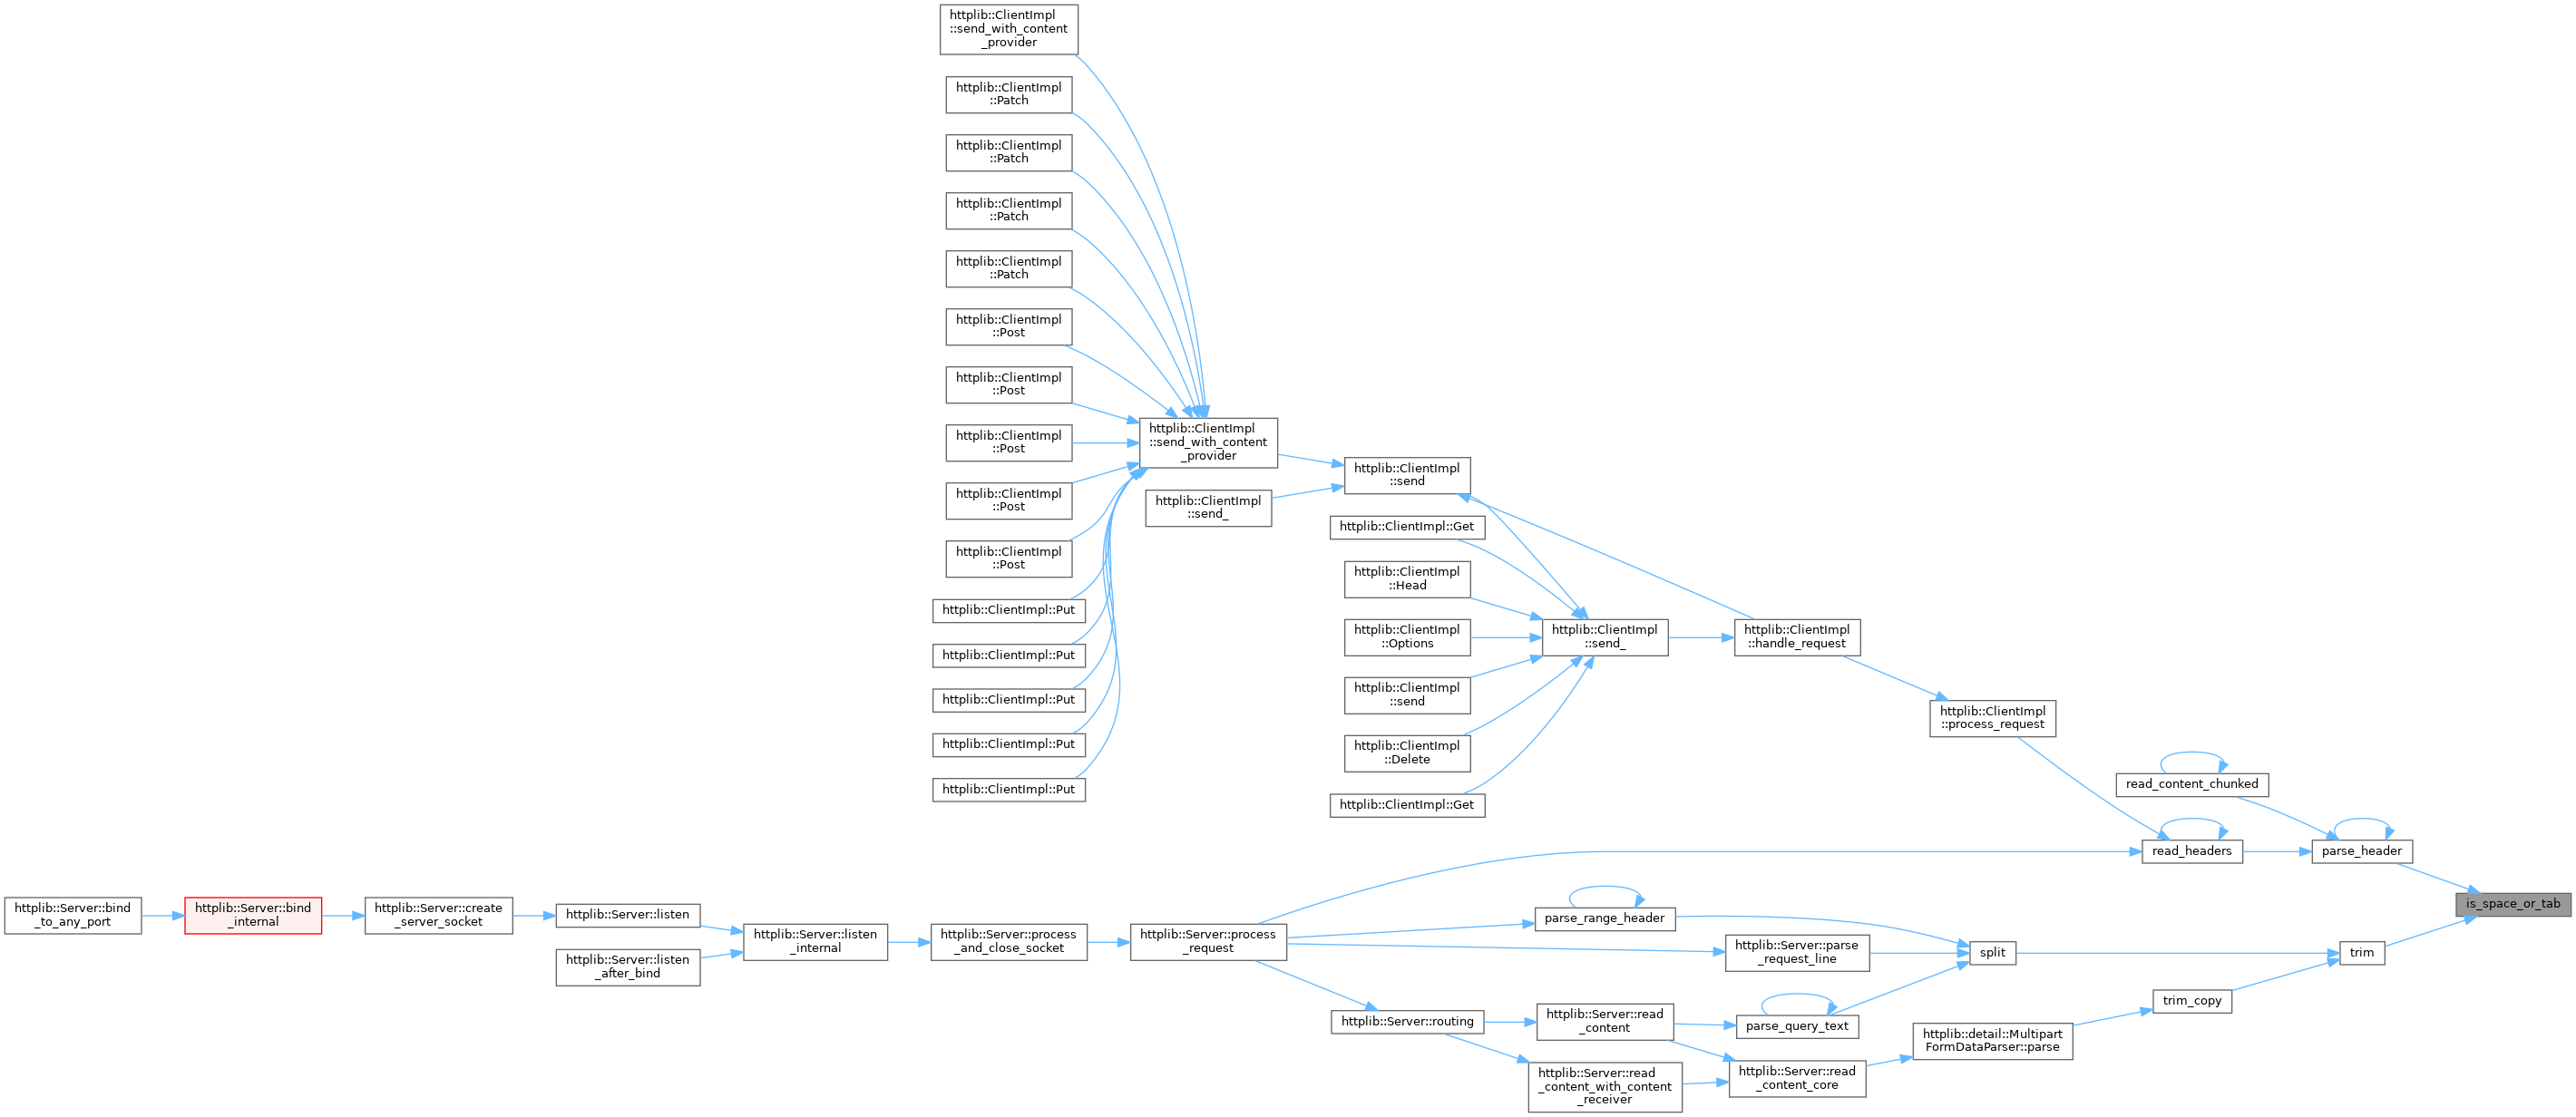 httplib::ClientImpl
::send_with_content
_provider
httplib::ClientImpl
::Patch
httplib::ClientImpl
::Patch
httplib::ClientImpl
::Patch
httplib::ClientImpl
::Patch
httplib::ClientImpl
::Post
httplib::ClientImpl
::Post
httplib::ClientImpl
::Post
httplib::ClientImpl
::Post
httplib::ClientImpl
::Post
httplib::ClientImpl::Put
httplib::ClientImpl::Put
httplib::ClientImpl::Put
httplib::ClientImpl::Put
httplib::ClientImpl::Put
httplib::ClientImpl
::send_with_content
_provider
httplib::ClientImpl
::send_
httplib::ClientImpl
::send
httplib::ClientImpl::Get
httplib::ClientImpl
::Head
httplib::ClientImpl
::Options
httplib::ClientImpl
::send
httplib::ClientImpl
::Delete
httplib::ClientImpl::Get
httplib::ClientImpl
::send_
httplib::ClientImpl
::handle_request
httplib::ClientImpl
::process_request
read_content_chunked
read_headers
parse_header
is_space_or_tab
httplib::Server::bind
_to_any_port
httplib::Server::bind
_internal
httplib::Server::create
_server_socket
httplib::Server::listen
httplib::Server::listen
_after_bind
httplib::Server::listen
_internal
httplib::Server::process
_and_close_socket
httplib::Server::process
_request
parse_range_header
httplib::Server::parse
_request_line
split
trim
trim_copy
httplib::Server::routing
httplib::Server::read
_content
parse_query_text
httplib::detail::Multipart
FormDataParser::parse
httplib::Server::read
_content_with_content
_receiver
httplib::Server::read
_content_core